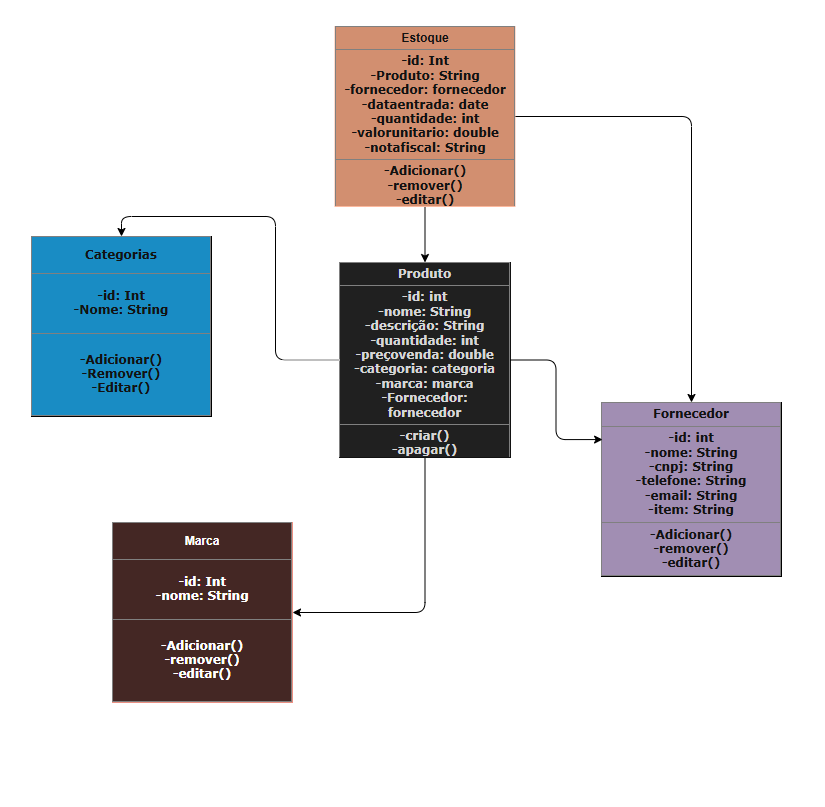 Estoque
-id: Int
-Produto: String
-fornecedor: fornecedor
-dataentrada: date
-quantidade: int
-valorunitario: double
-notafiscal: String
-Adicionar()
-remover()
-editar()
Categorias
-id: Int
-Nome: String
-Adicionar()
-Remover()
-Editar()
Produto
-id: int
-nome: String
-descrição: String
-quantidade: int
-preçovenda: double
-categoria: categoria
-marca: marca
-Fornecedor:
fornecedor
-criar()
-apagar()
Fornecedor
-id: int
-nome: String
-cnpj: String
-telefone: String
-email: String
-item: String
-Adicionar()
-remover()
-editar()
Marca
-id: Int
-nome: String
-Adicionar()
-remover()
-editar()